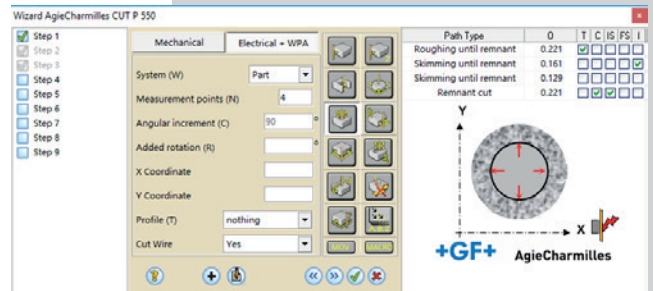 Wizard AgieCharmilles CUT P 550
Step 1
Step 2
Step 3
Step 4
Step 5
Step 6
Step 7
Step 8
Step 9
Mechanical
Electrical + WPA
System (W) Part
Measurement points (N) 4
Angular increment (C) 90 °
Added rotation (R) °
X Coordinate
Y Coordinate
Profile (T) nothing
Cut Wire Yes
MOV MACRO
Path Type O T C IS FS I
Roughing until remnant 0.221
Skimming until remnant 0.161
Skimming until remnant 0.129
Remnant cut 0.221
Y
X
+GF+ AgieCharmilles